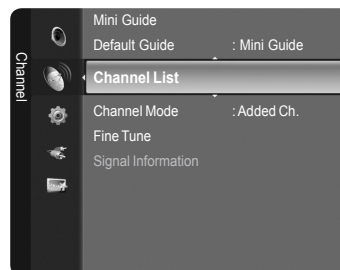 Channel
Mini Guide
Default Guide : Mini Guide
Channel List
Channel Mode : Added Ch.
Fine Tune
Signal Information